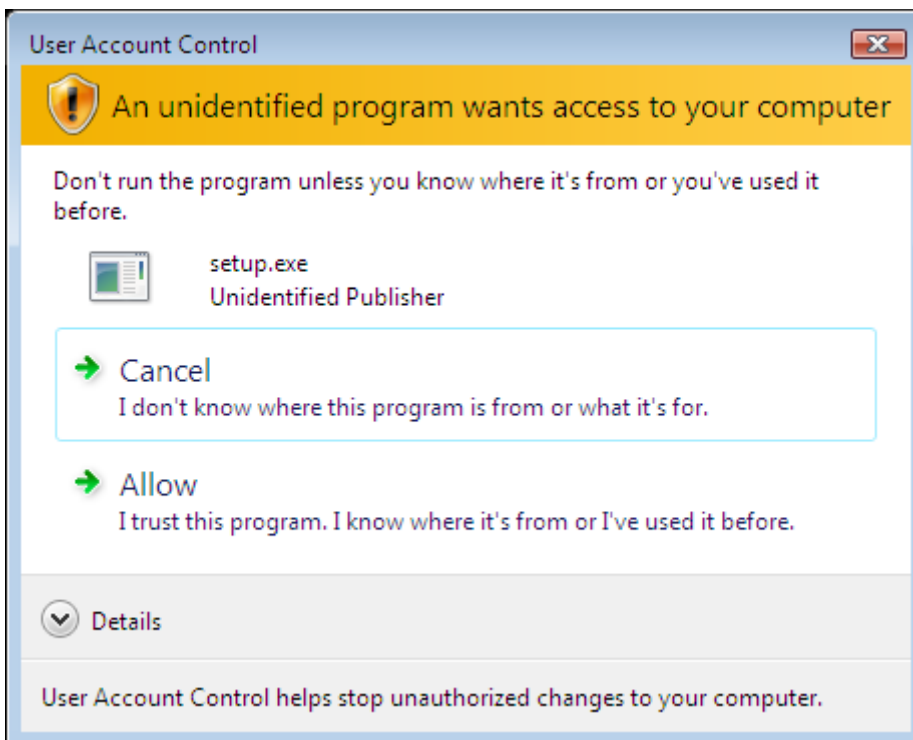 User Account Control
An unidentified program wants access to your computer
Don't run the program unless you know where it's from or you've used it
before.
setup.exe
Unidentified Publisher
Cancel
I don't know where this program is from or what it's for.
Allow
I trust this program. I know where it's from or I've used it before.
Details
User Account Control helps stop unauthorized changes to your computer.